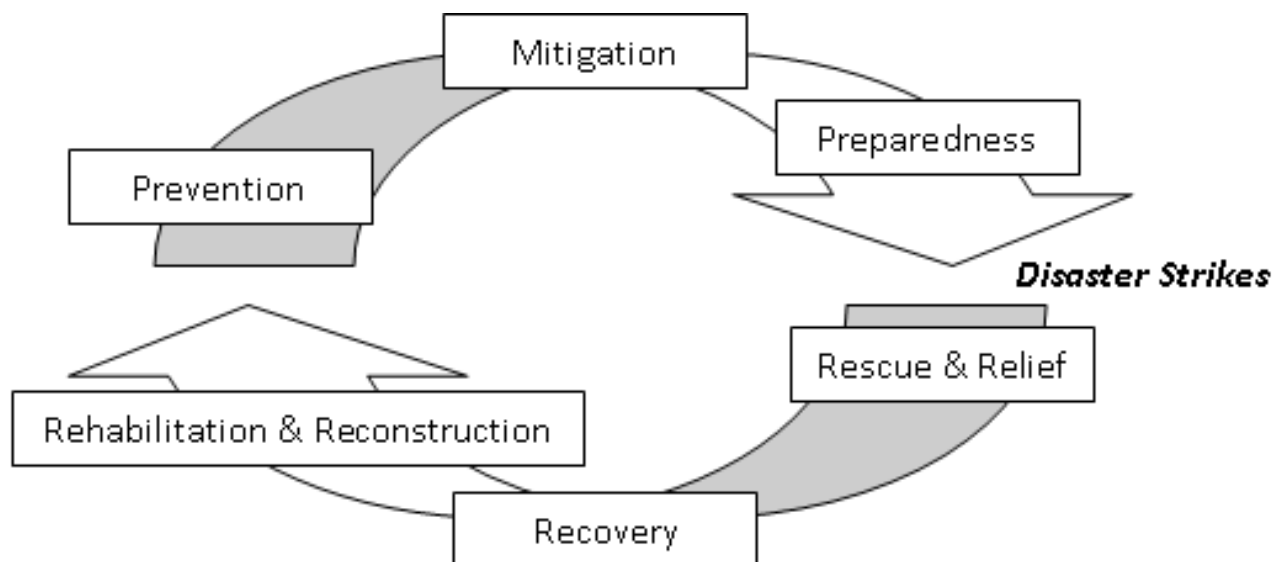 Mitigation
Preparedness
Prevention
Disaster Strikes
Rescue & Relief
Rehabilitation & Reconstruction
Recovery